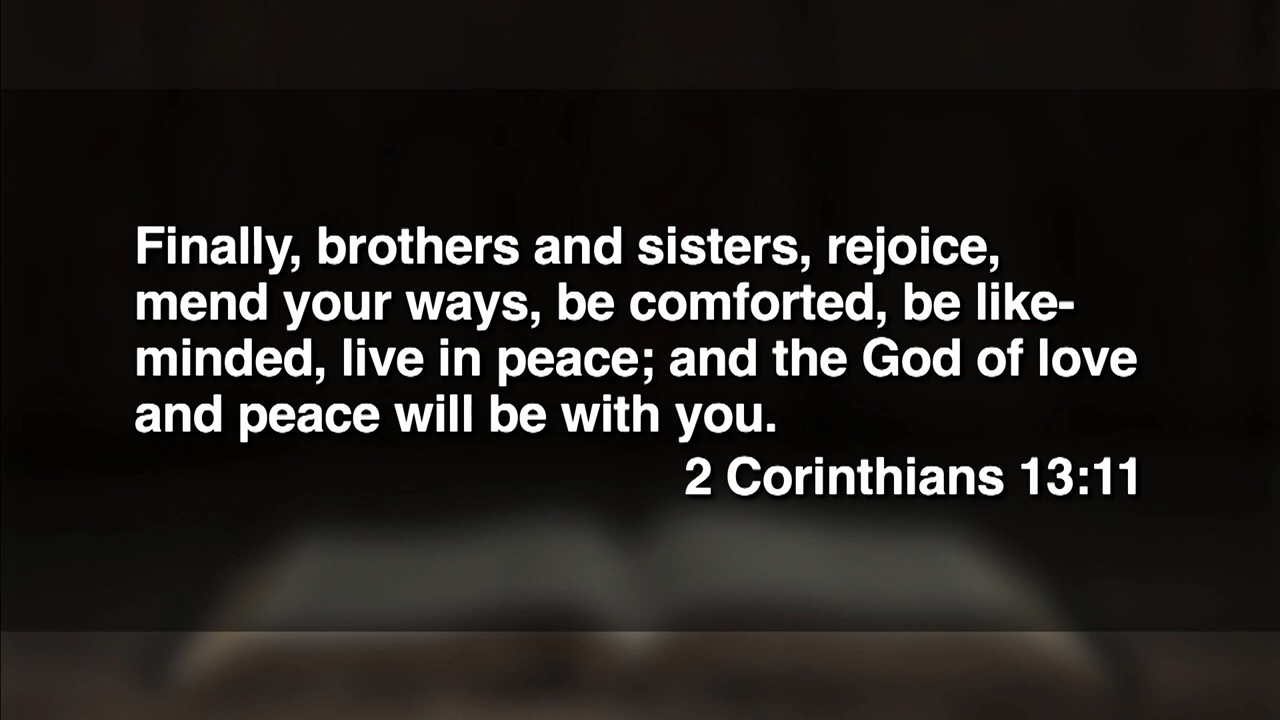 Finally, brothers and sisters, rejoice,
mend your ways, be comforted, be like-
minded, live in peace; and the God of love
and peace will be with you.
2 Corinthians 13:11